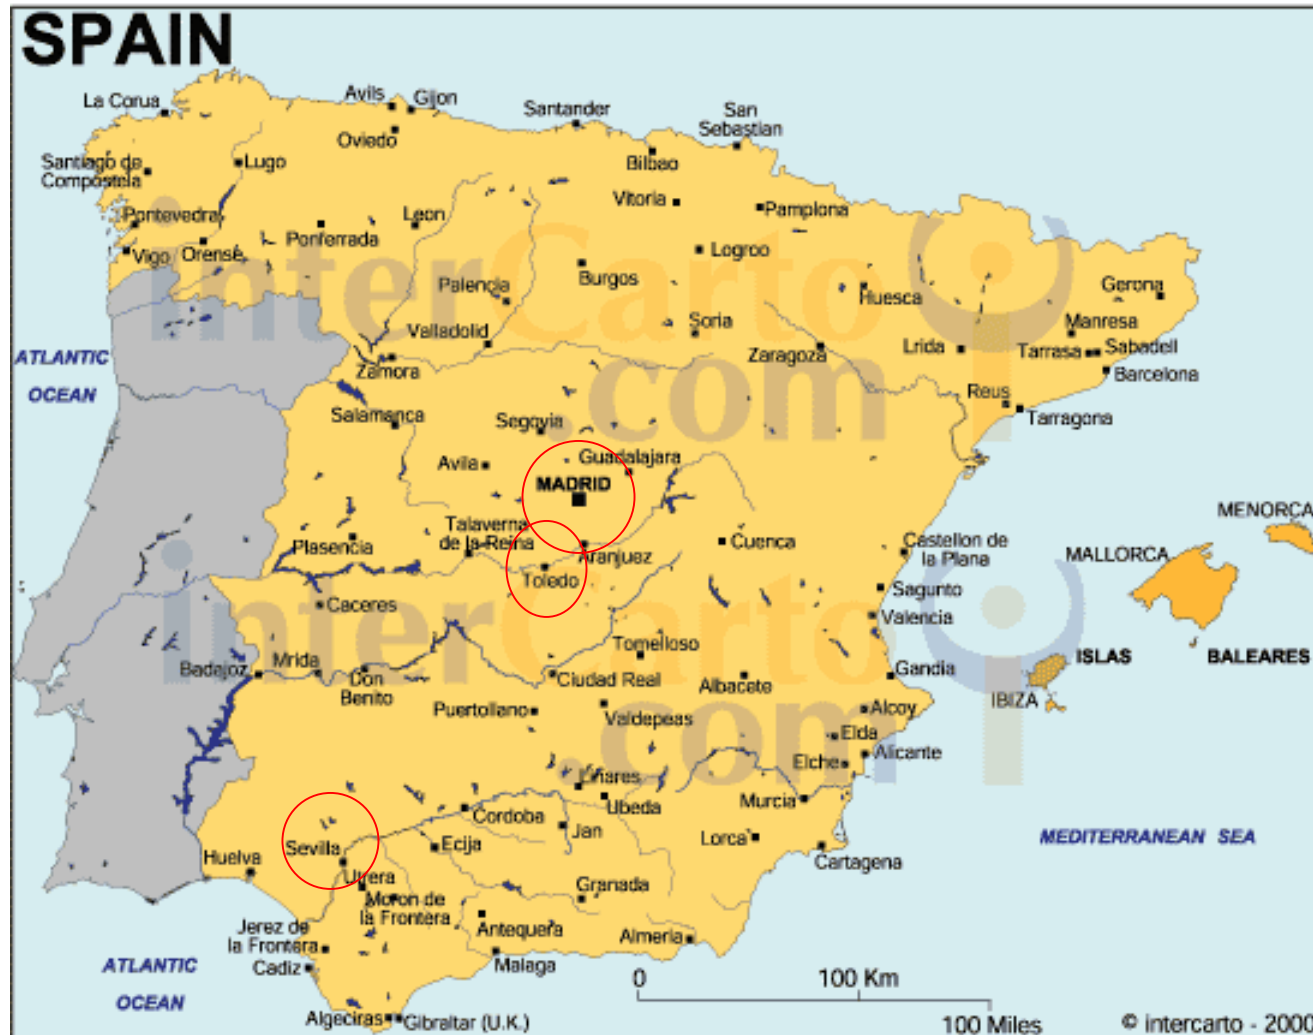 SPAIN
La Corua
Avils
Gijon
Santander
San
Sebastian
Oviedo
Bilbao
Santiago de
Compostela
Lugo
Vitoria
Pamplona
Pontevedra
Leon
Ponferrada
Logroo
Vigo
Orense
Burgos
Palencia
Huesca
Gerona
Soria
Manresa
Valladolid
Zaragoza
Lrida
Tarrasa
Sabadell
ATLANTIC
OCEAN
Zamora
Barcelona
Reus
Tarragona
Salamanca
Segovia
Avila
Guadalajara
MADRID
Talaverna
de la Reina
Plasencia
Aranjuez
Cuenca
Castellon de
la Plana
MENORCA
MALLORCA
Toledo
Caceres
Sagunto
Valencia
Tomelloso
Badajoz
Mrida
Don
Benito
Ciudad Real
Albacete
Gandia
ISLAS
BALEARES
IBIZA
Puertollano
Valdepeas
Alcoy
Elda
Alicante
Elche
Linares
Ubeda
Murcia
Cordoba
Jan
Lorca
Cartagena
MEDITERRANEAN SEA
Sevilla
Ecija
Huelva
Utrera
Moron de
la Frontera
Granada
Jerez de
la Frontera
Antequera
Almeria
Cadiz
Malaga
ATLANTIC
OCEAN
Algeciras
Gibraltar (U.K.)
0
100 Km
100 Miles
© intercarto - 2000
interCarto
.com
interCarto
.com